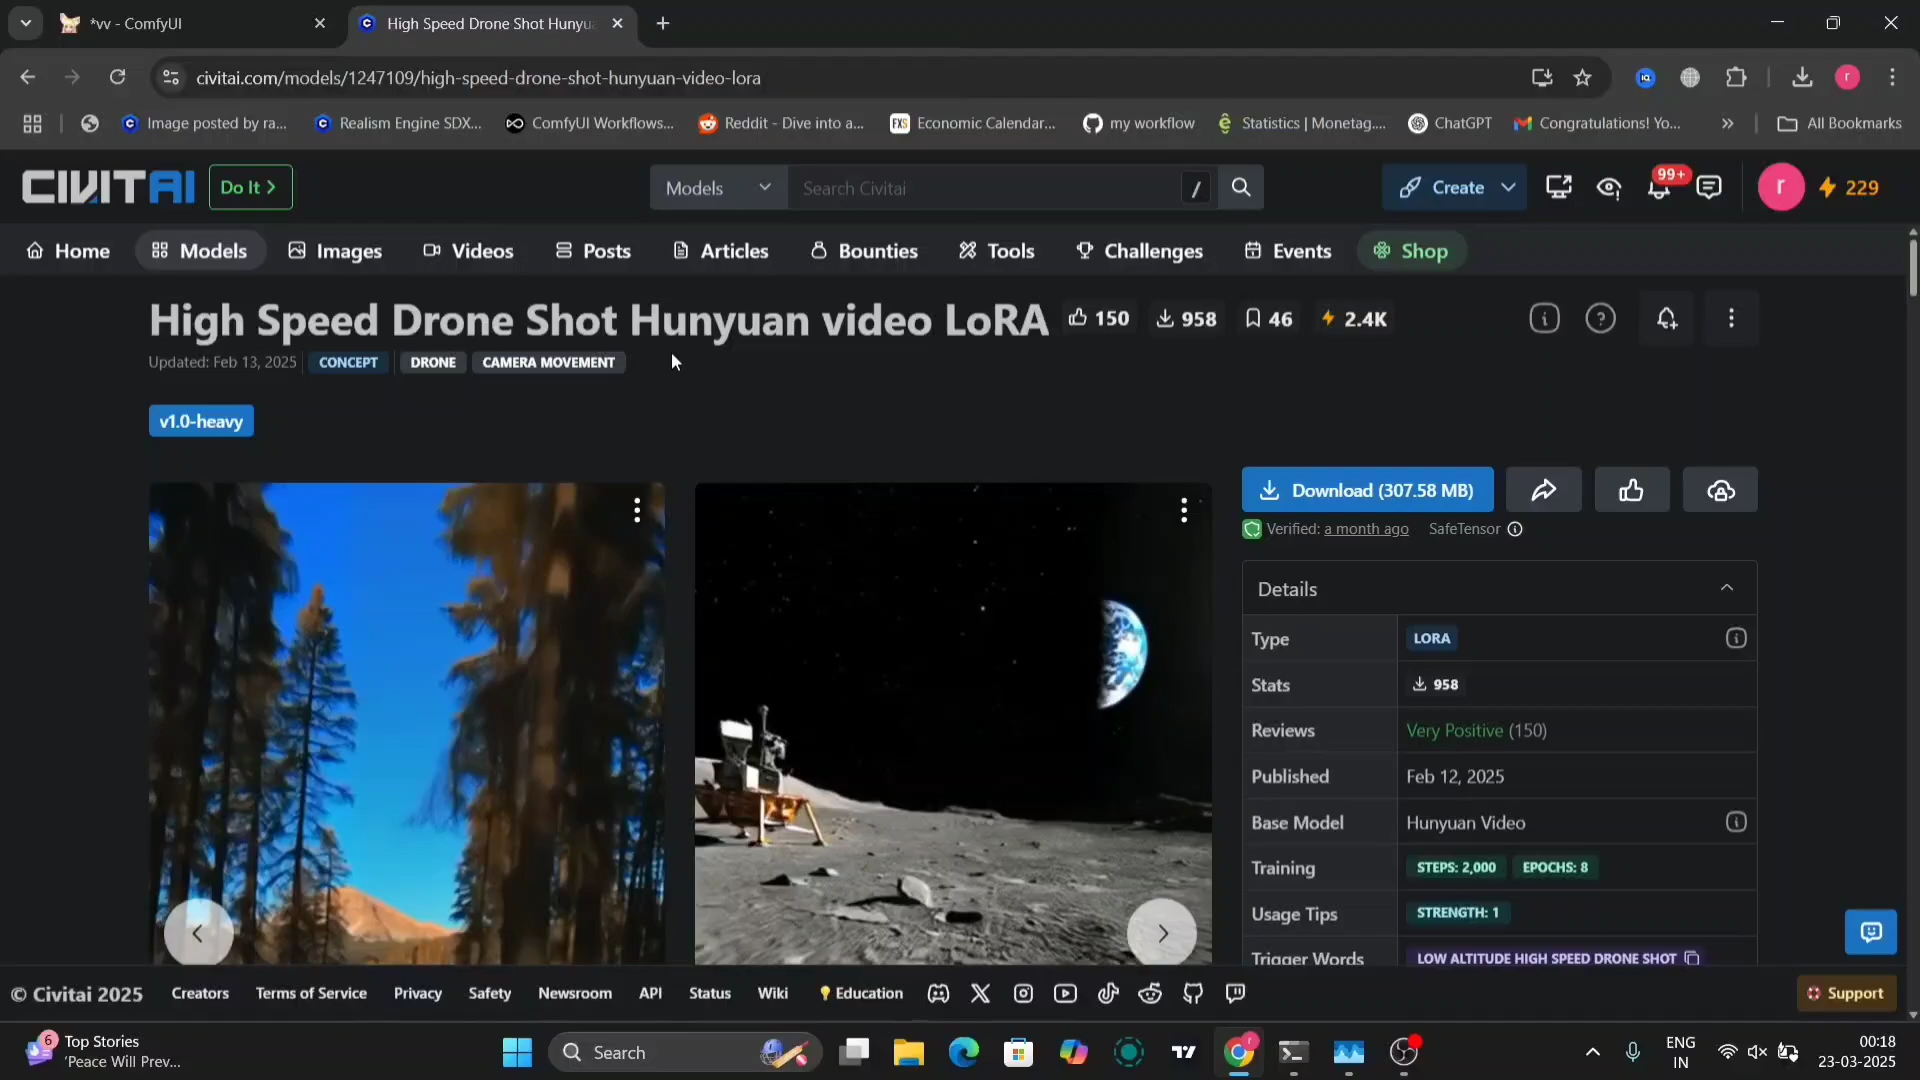 *vv - ComfyUI
High Speed Drone Shot Hunyua
civitai.com/models/1247109/high-speed-drone-shot-hunyuan-video-lora
Image posted by ra...
Realism Engine SDX...
ComfyUI Workflows...
Reddit - Dive into a...
FXS
Economic Calendar...
my workflow
Statistics | Monetag....
ChatGPT
Congratulations! Yo...
All Bookmarks
CIVITAI
Do It
Models
Search Civitai
/
Create
99+
r
229
Home
Models
Images
Videos
Posts
Articles
Bounties
Tools
Challenges
Events
Shop
High Speed Drone Shot Hunyuan video LoRA
150
958
46
2.4K
Updated: Feb 13, 2025
CONCEPT
DRONE
CAMERA MOVEMENT
v1.0-heavy
Download (307.58 MB)
Verified: a month ago
SafeTensor
Details
Type
LORA
Stats
958
Reviews
Very Positive (150)
Published
Feb 12, 2025
Base Model
Hunyuan Video
Training
STEPS: 2,000
EPOCHS: 8
Usage Tips
STRENGTH: 1
Trigger Words
LOW ALTITUDE HIGH SPEED DRONE SHOT
© Civitai 2025
Creators
Terms of Service
Privacy
Safety
Newsroom
API
Status
Wiki
Education
Support
6
Top Stories
'Peace Will Prev...
Search
ENG
IN
00:18
23-03-2025